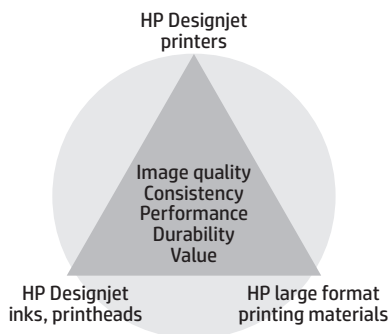 HP Designjet
printers
Image quality
Consistency
Performance
Durability
Value
HP Designjet
inks, printheads
HP large format
printing materials